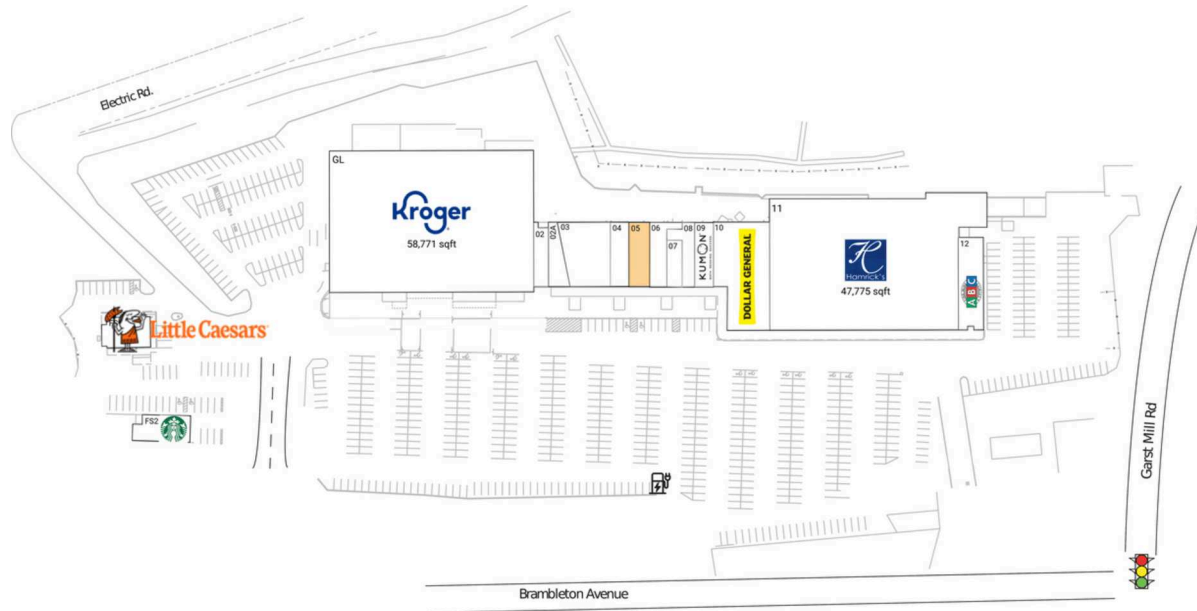 Electric Rd.
GL
Kroger
58,771 sqft
02
02A
03
04
05
06
07
08
09
KUMON
10
DOLLAR GENERAL
11
Hamrick's
47,775 sqft
12
ABC
Little Caesars
FS2
Garst Mill Rd
Brambleton Avenue